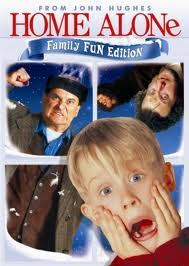 FROM JOHN HUGHES
HOME ALONe
Family Fun Edition